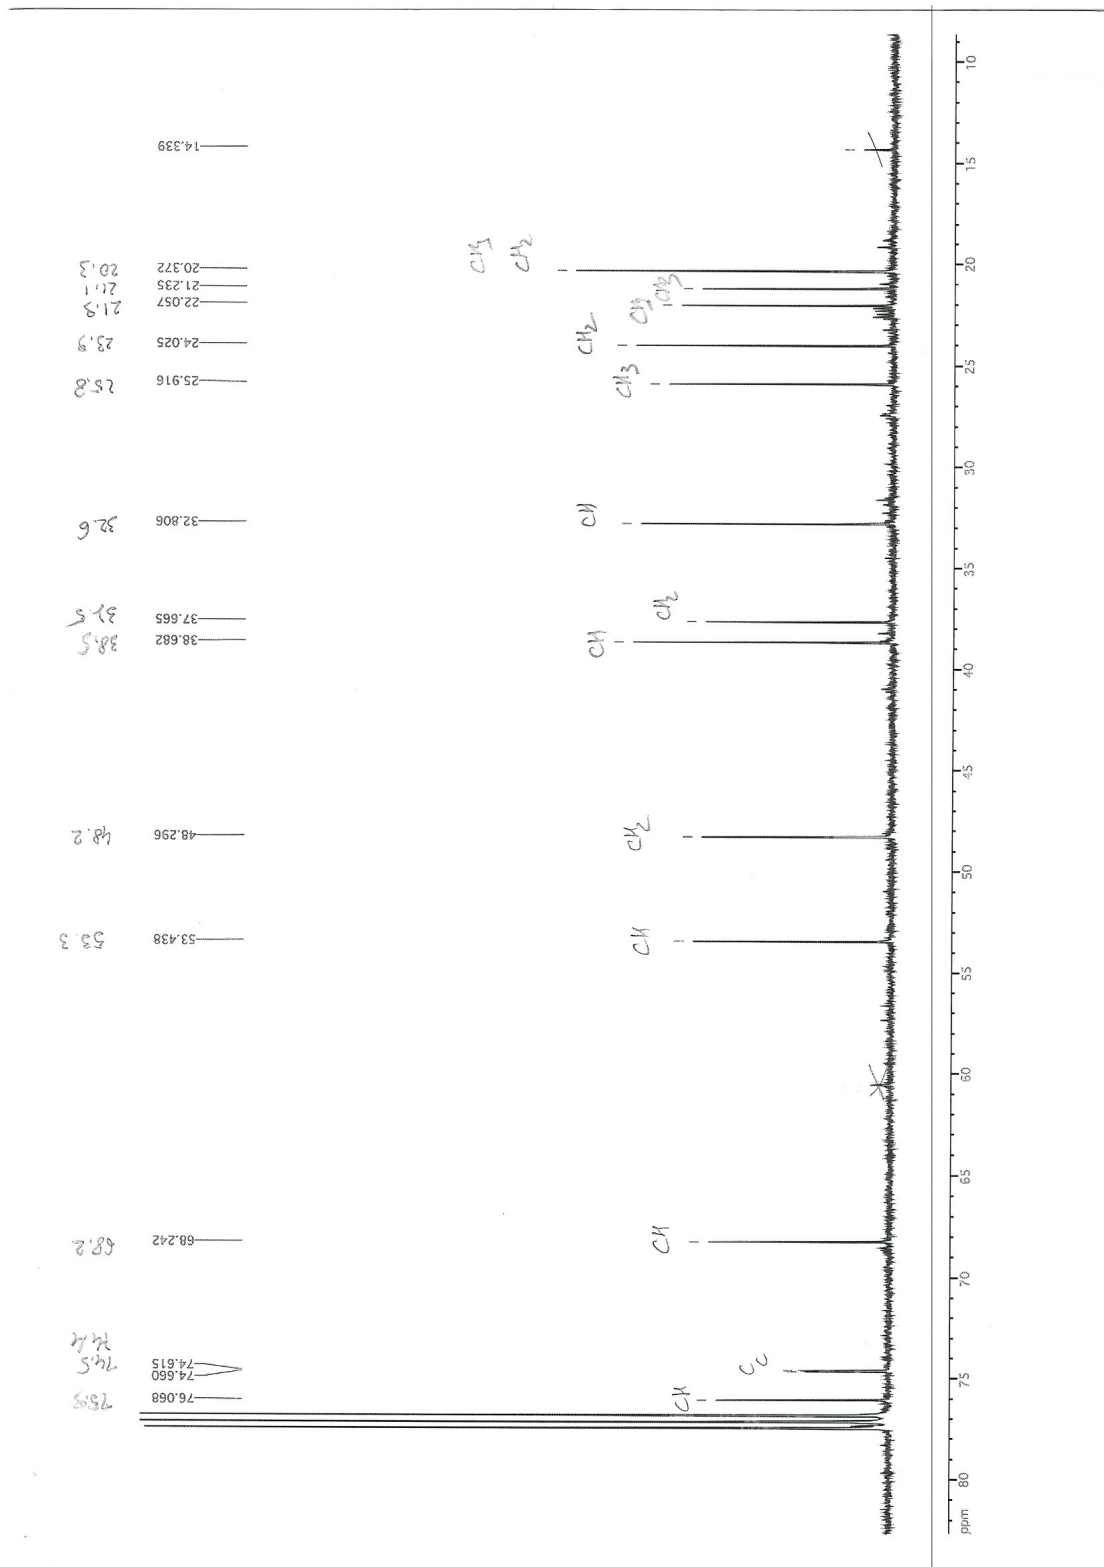 14.339
20.3 20.372 CH3 CH2
21.1 21.235 CH3
21.9 22.057 CH3
23.9 24.025 CH2
25.8 25.916 CH3
32.6 32.806 CH
37.5 37.665 CH2
38.5 38.682 CH
48.2 48.296 CH2
53.3 53.438 CH
68.2 68.242 CH
74.4 74.615
74.5 74.660 C C
75.9 76.068 CH
10
15
20
25
30
35
40
45
50
55
60
65
70
75
80
ppm